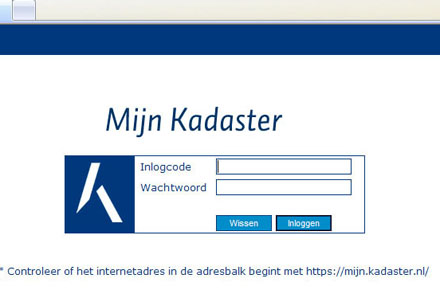 Mijn Kadaster
Inlogcode
Wachtwoord
Wissen Inloggen
* Controleer of het internetadres in de adresbalk begint met https://mijn.kadaster.nl/